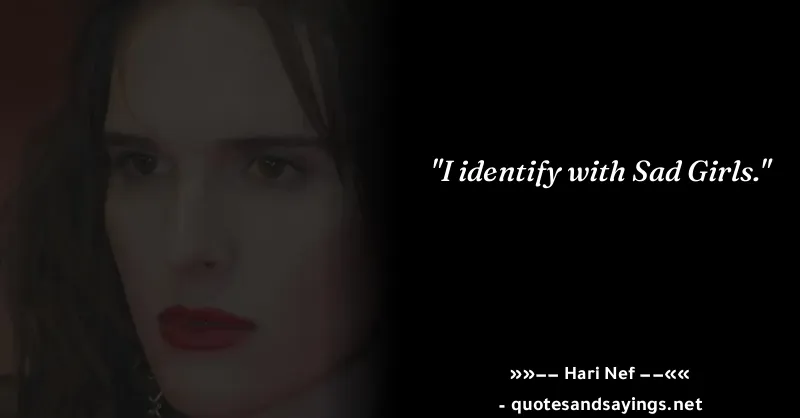 "I identify with Sad Girls."
»»−− Hari Nef −−««
- quotesandsayings.net